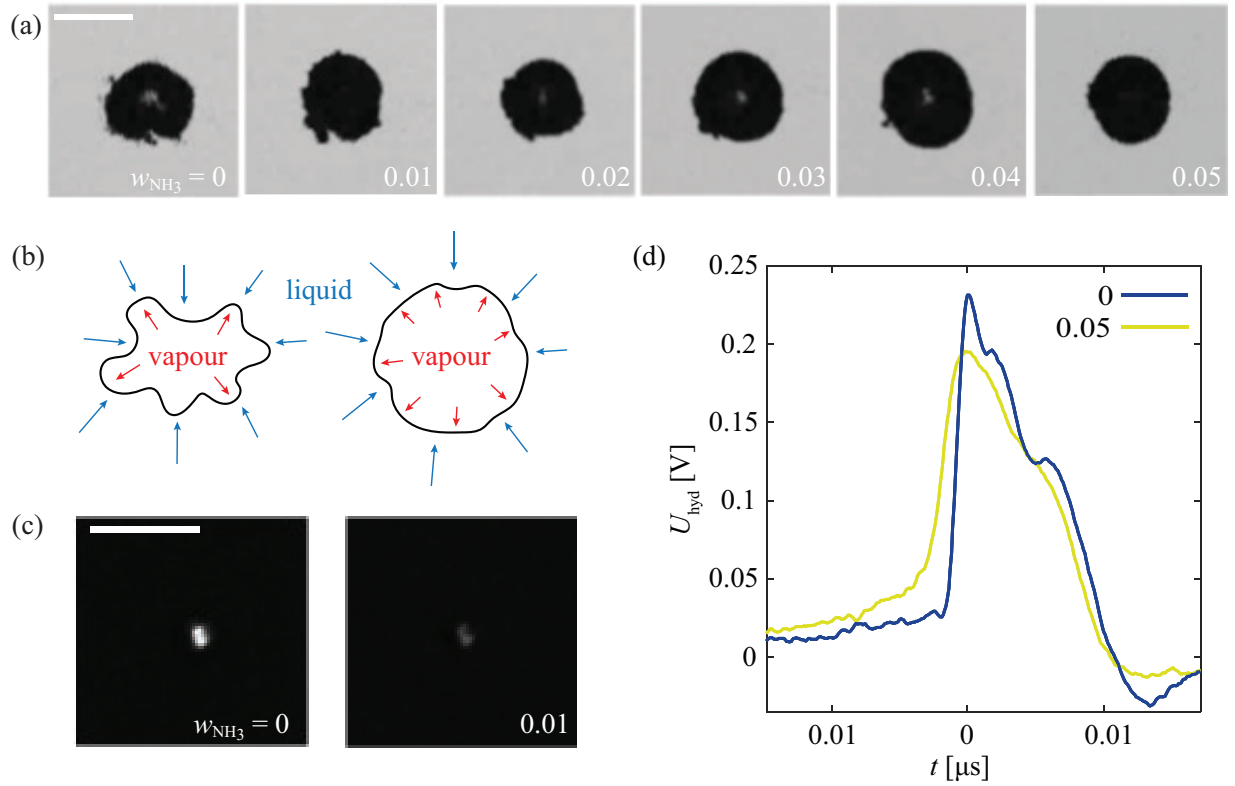 (a)
w_NH3 = 0
0.01
0.02
0.03
0.04
0.05
(b)
liquid
vapour
vapour
(c)
w_NH3 = 0
0.01
(d)
0.25
0.2
0.15
0.1
0.05
0
U_hyd [V]
0
0.05
0.01
0
0.01
t [μs]